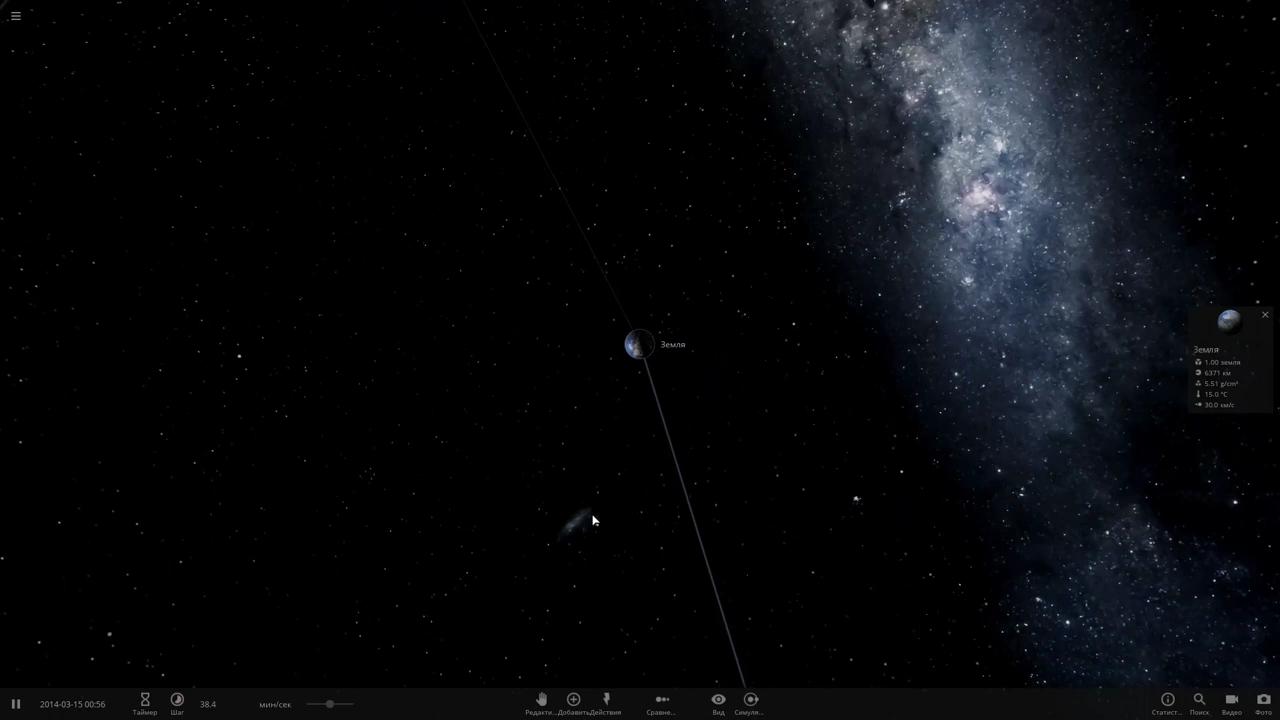 Земля
Земля
1.00 земля
6371 км
5.51 g/cm³
15.0 °C
30.0 км/с
2014-03-15 00:56
Таймер
Шаг
38.4
мин/сек
Редакти...
Добавить
Действия
Сравне...
Вид
Симуля...
Статист...
Поиск
Видео
Фото